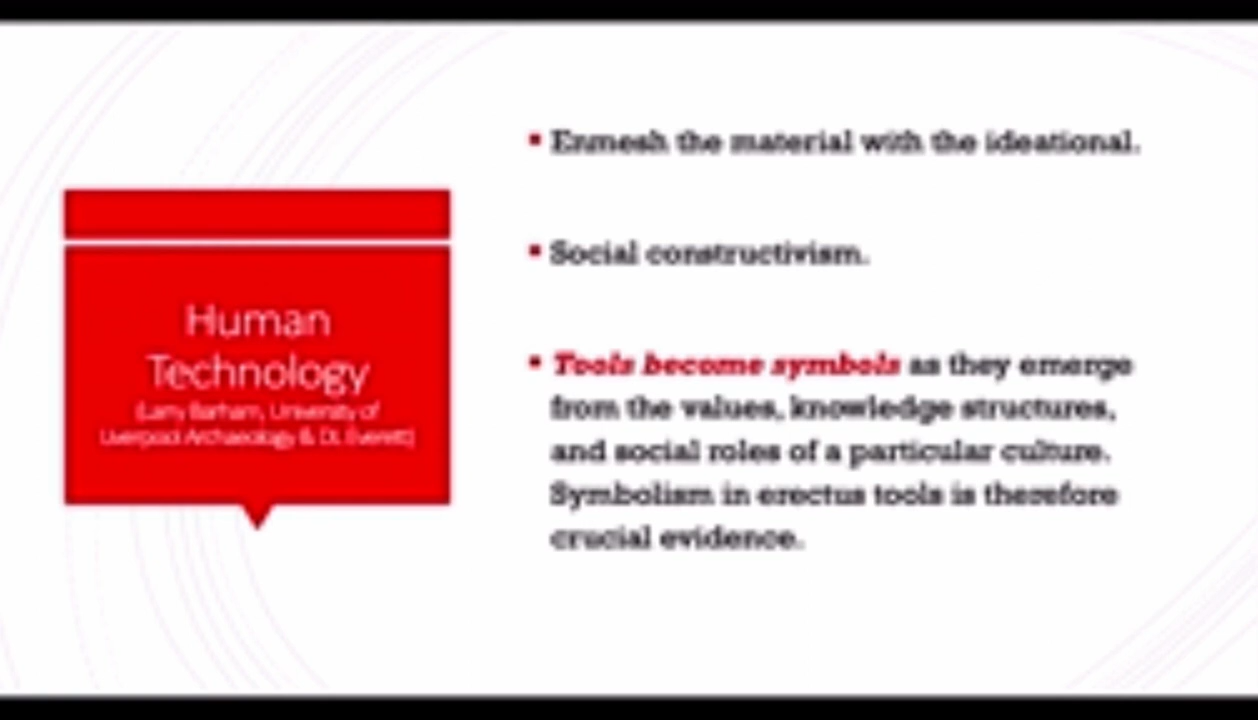 Human
Technology
(Larry Barham, University of
Liverpool Archaeology & DL Everett)
Enmesh the material with the ideational.
Social constructivism.
Tools become symbols as they emerge
from the values, knowledge structures,
and social roles of a particular culture.
Symbolism in erectus tools is therefore
crucial evidence.